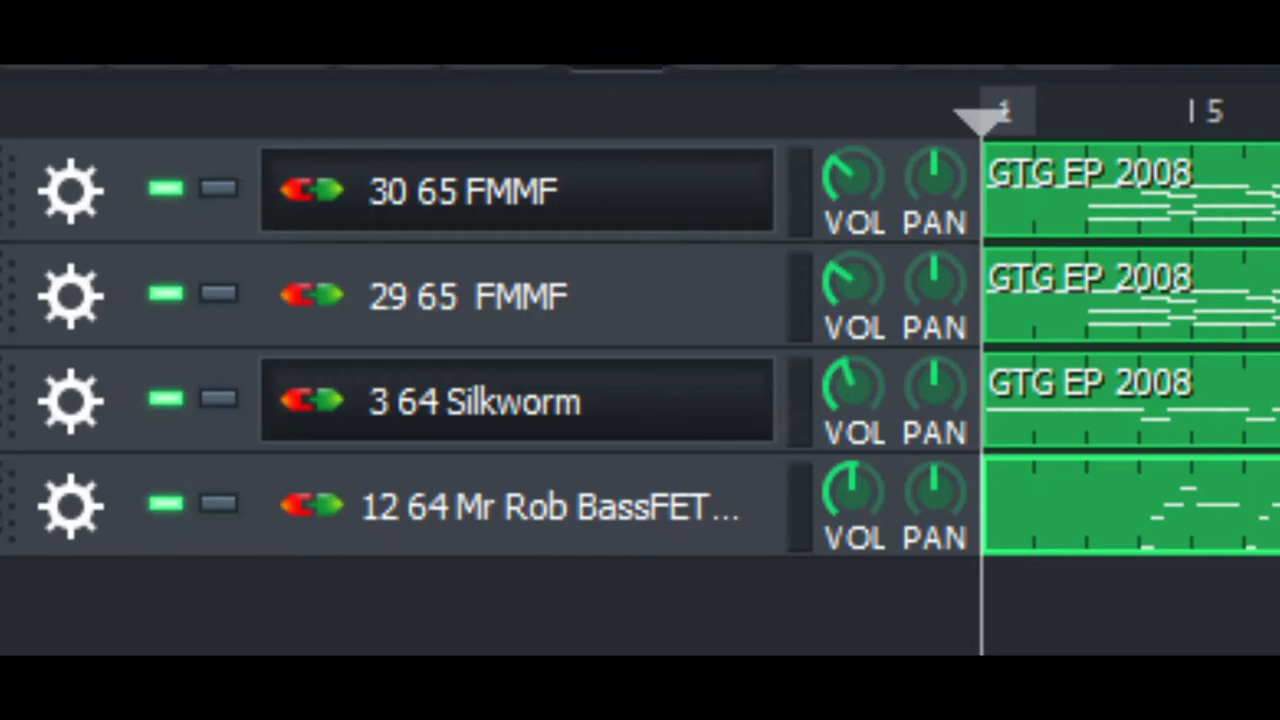 1 5
30 65 FMMF VOL PAN GTG EP 2008
29 65 FMMF VOL PAN GTG EP 2008
3 64 Silkworm VOL PAN GTG EP 2008
12 64 Mr Rob BassFET... VOL PAN